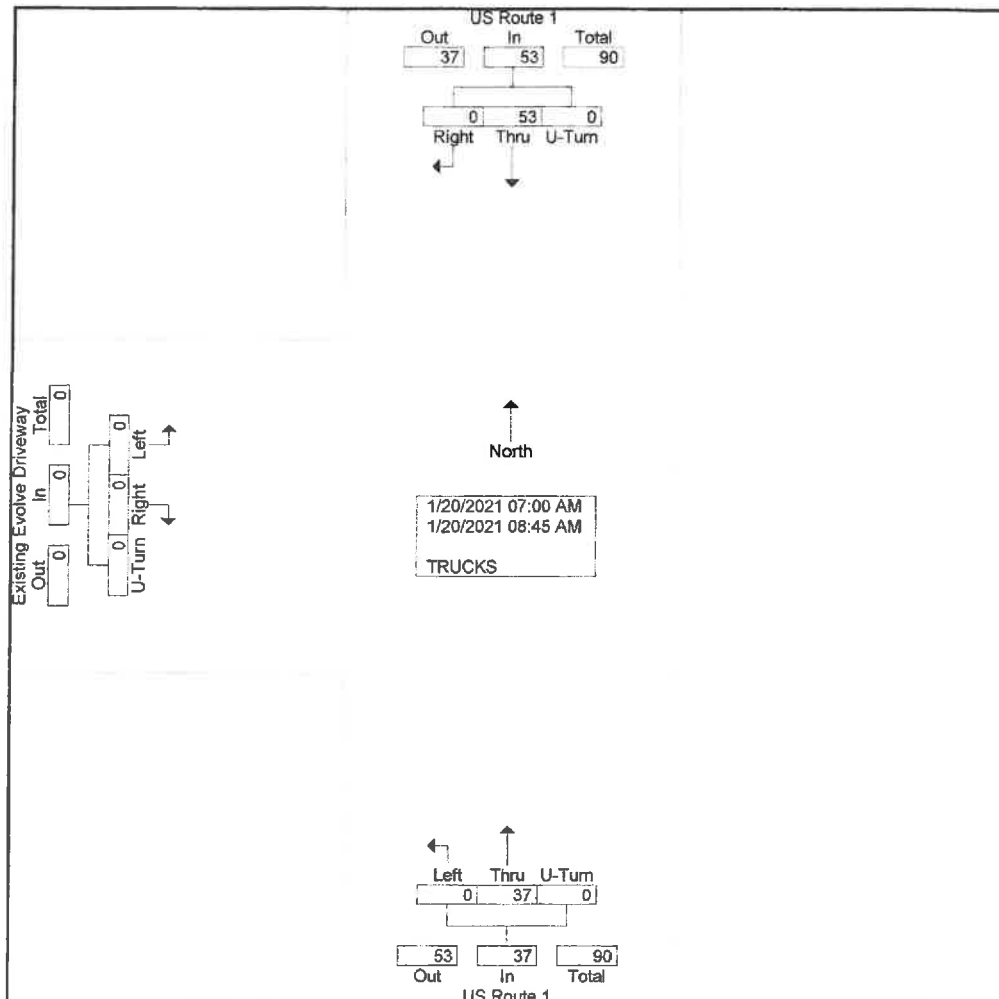 US Route 1
Out In Total
37 53 90
0 53 0
Right Thru U-Turn
Existing Evolve Driveway
Out In Total
0 0 0
0 0 0
U-Turn Right Left
North
1/20/2021 07:00 AM
1/20/2021 08:45 AM
TRUCKS
Left Thru U-Turn
0 37 0
53 37 90
Out In Total
US Route 1